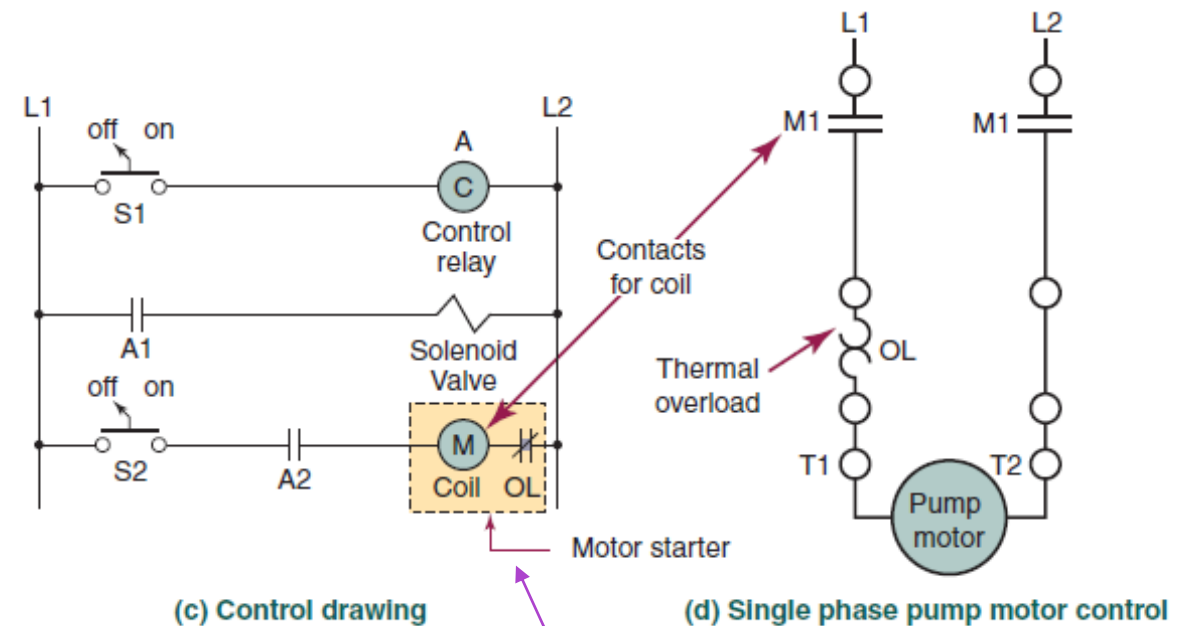 L1
L2
off on
S1
A
C
Control
relay
A1
Solenoid
Valve
off on
S2
A2
M
Coil OL
Motor starter
(c) Control drawing
Contacts
for coil
Thermal
overload
L1
L2
M1
M1
OL
T1
T2
Pump
motor
(d) Single phase pump motor control